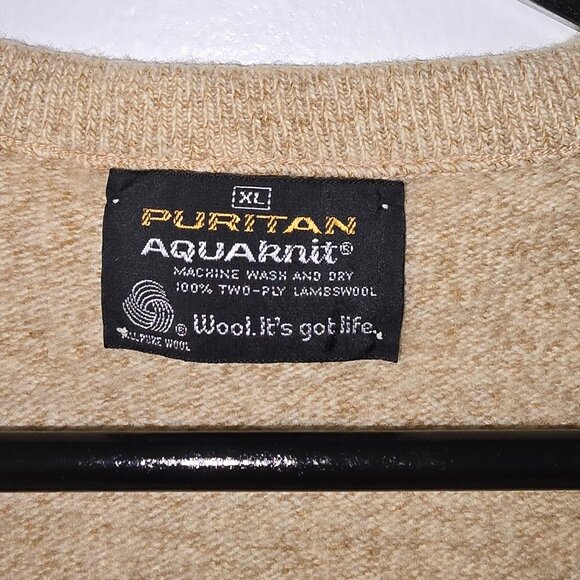 XL
PURITAN
AQUAknit®
MACHINE WASH AND DRY
100% TWO-PLY LAMBSWOOL
® Wool. It's got life.
ALL PURE WOOL